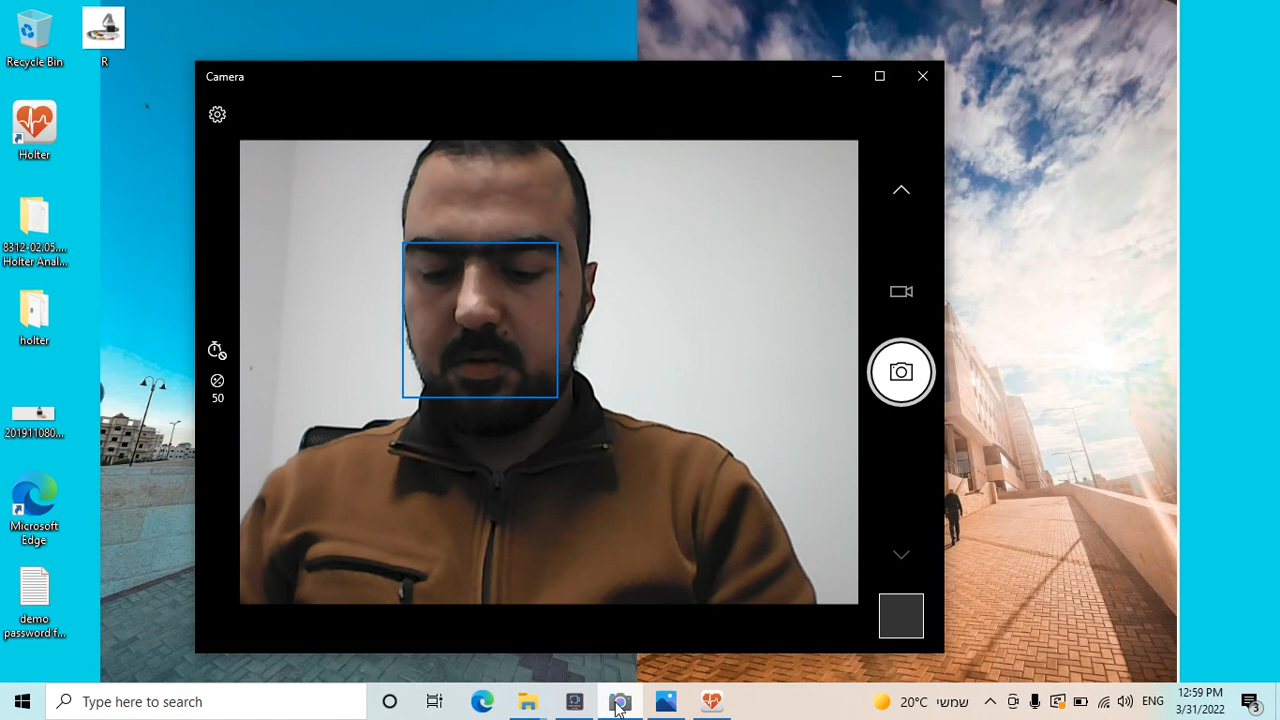 Recycle Bin
R
Holter
8312-02.05....
Holter Anal...
holter
201911080...
Microsoft
Edge
demo
password f...
Camera
50
Type here to search
20°C שמשי
ENG
12:59 PM
3/31/2022
3